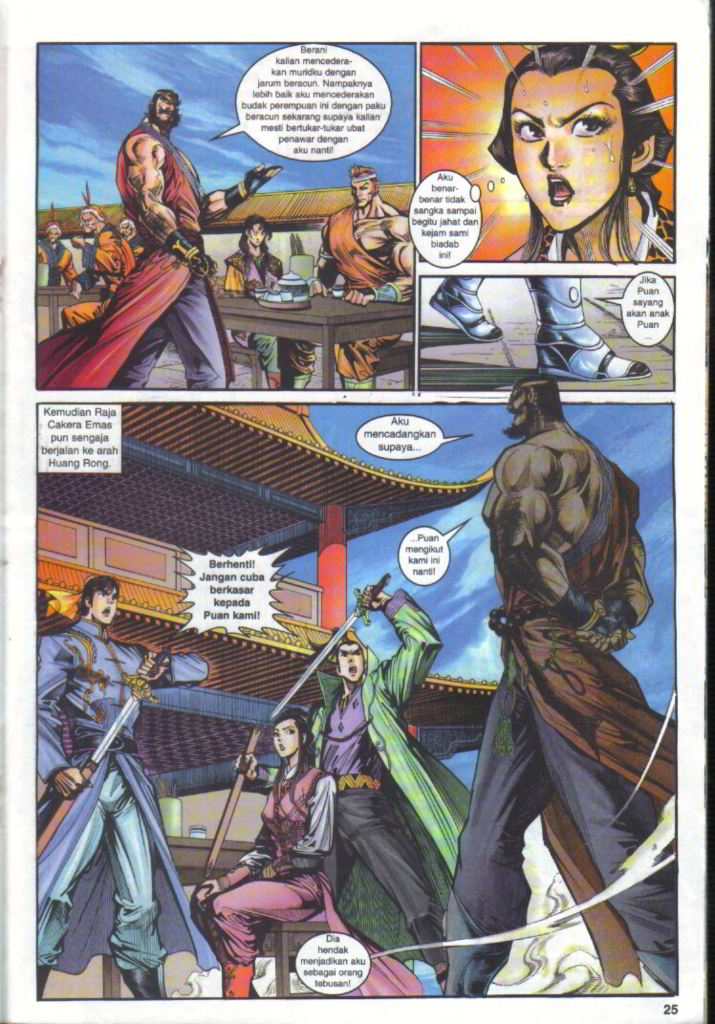 Berani
kalian mencedera-
kan muridku dengan
jarum beracun. Nampaknya
lebih baik aku mencederakan
budak perempuan ini dengan paku
beracun sekarang supaya kalian
mesti bertukar-tukar ubat
penawar dengan
aku nanti!
Aku
benar-
benar tidak
sangka sampai
begitu jahat dan
kejam sami
biadab
ini!
Jika
Puan
sayang
akan anak
Puan
...
Kemudian Raja
Cakera Emas
pun sengaja
berjalan ke arah
Huang Rong.
Aku
mencadangkan
supaya...
...Puan
mengikut
kami ini
nanti!
Berhenti!
Jangan cuba
berkasar
kepada
Puan kami!
Dia
hendak
menjadikan aku
sebagai orang
tebusan!
25